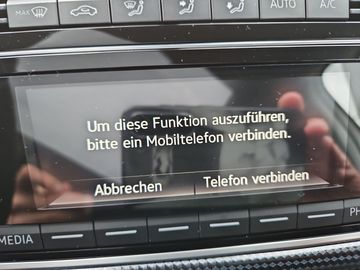 MAX
AUTO
A/C
Um diese Funktion auszuführen,
bitte ein Mobiltelefon verbinden.
Abbrechen
Telefon verbinden
MEDIA
PH